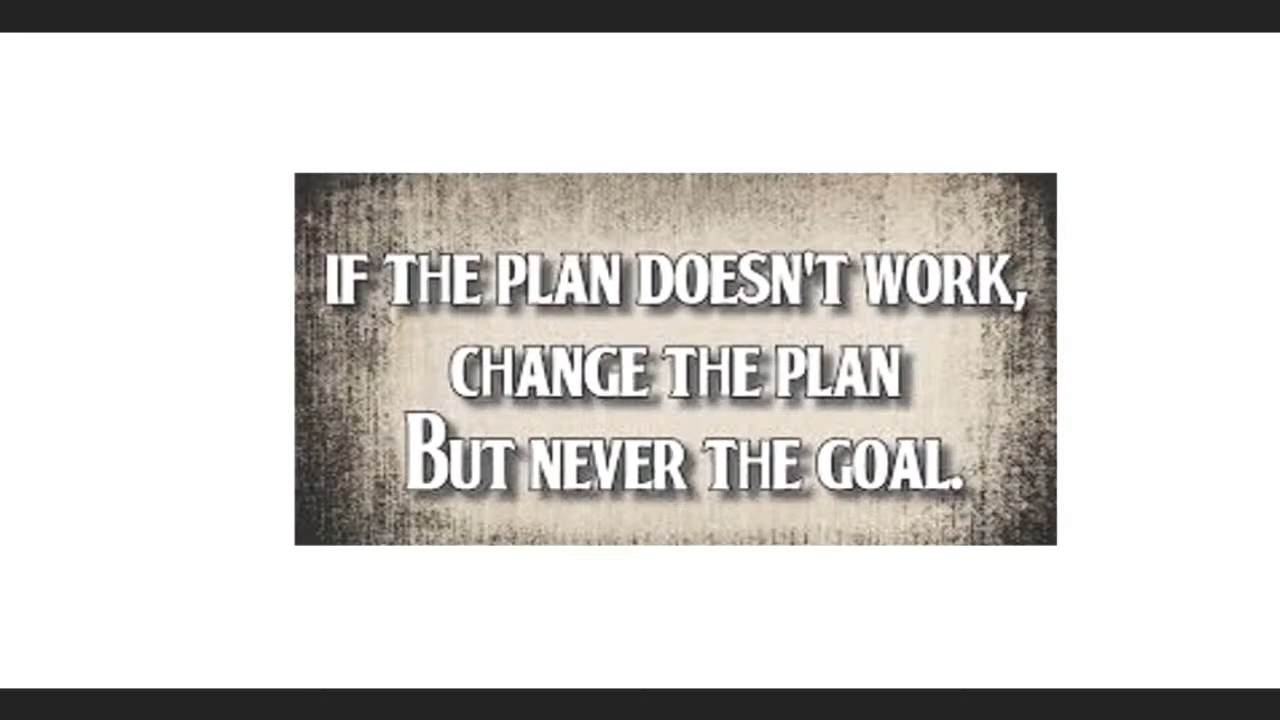 IF THE PLAN DOESN'T WORK,
CHANGE THE PLAN
BUT NEVER THE GOAL.